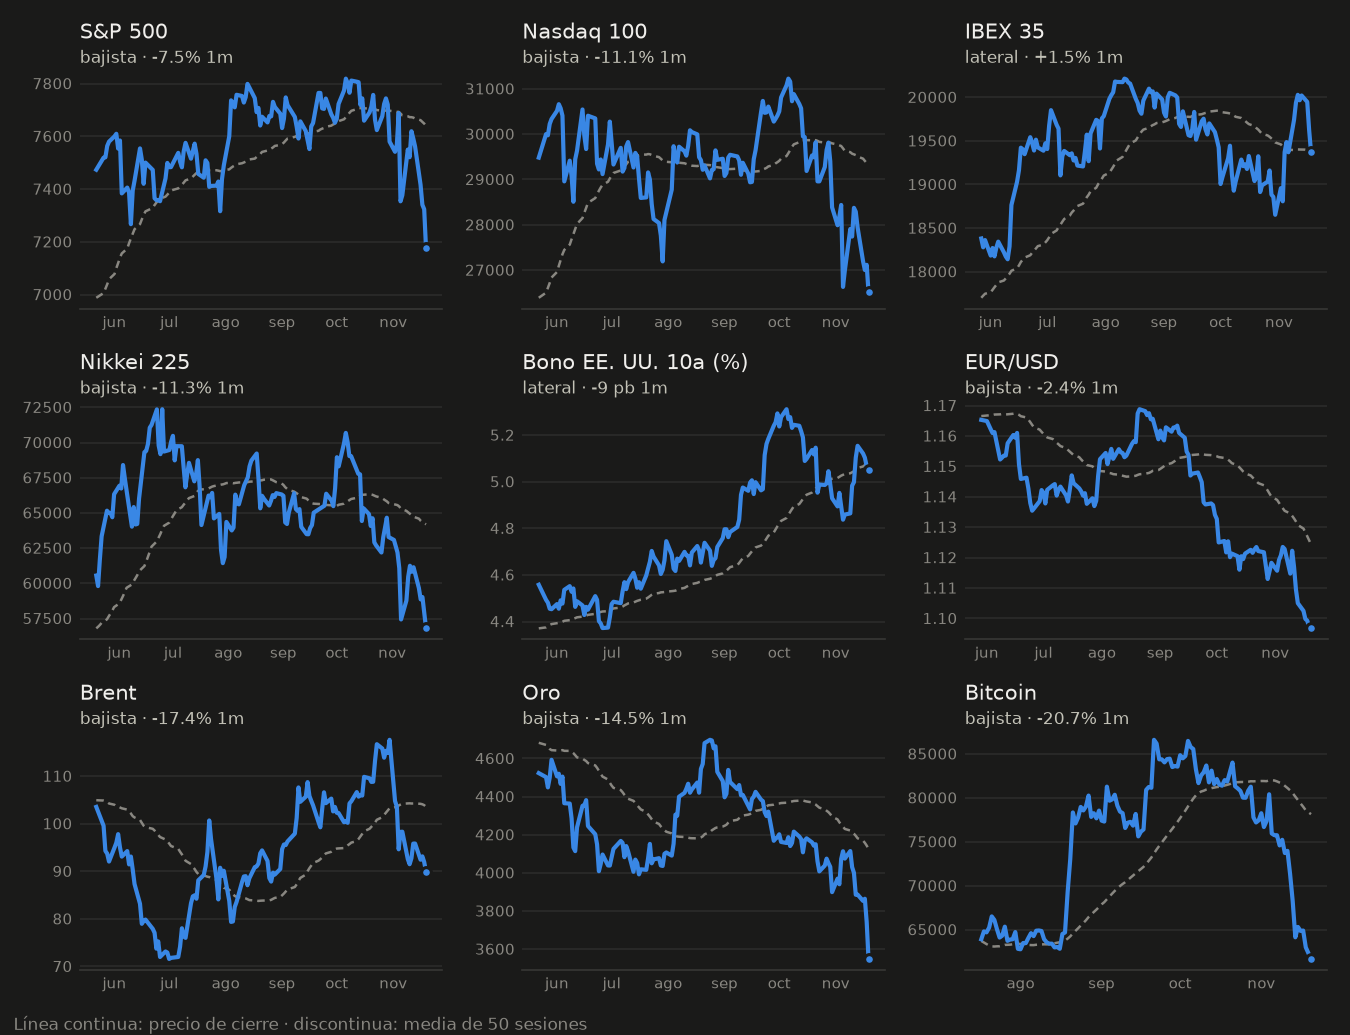 S&P 500
bajista · -7.5% 1m
7800
7600
7400
7200
7000
jun jul ago sep oct nov
Nasdaq 100
bajista · -11.1% 1m
31000
30000
29000
28000
27000
jun jul ago sep oct nov
IBEX 35
lateral · +1.5% 1m
20000
19500
19000
18500
18000
jun jul ago sep oct nov
Nikkei 225
bajista · -11.3% 1m
72500
70000
67500
65000
62500
60000
57500
jun jul ago sep oct nov
Bono EE. UU. 10a (%)
lateral · -9 pb 1m
5.2
5.0
4.8
4.6
4.4
jun jul ago sep oct nov
EUR/USD
bajista · -2.4% 1m
1.17
1.16
1.15
1.14
1.13
1.12
1.11
1.10
jun jul ago sep oct nov
Brent
bajista · -17.4% 1m
110
100
90
80
70
jun jul ago sep oct nov
Oro
bajista · -14.5% 1m
4600
4400
4200
4000
3800
3600
jun jul ago sep oct nov
Bitcoin
bajista · -20.7% 1m
85000
80000
75000
70000
65000
ago sep oct nov
Línea continua: precio de cierre · discontinua: media de 50 sesiones